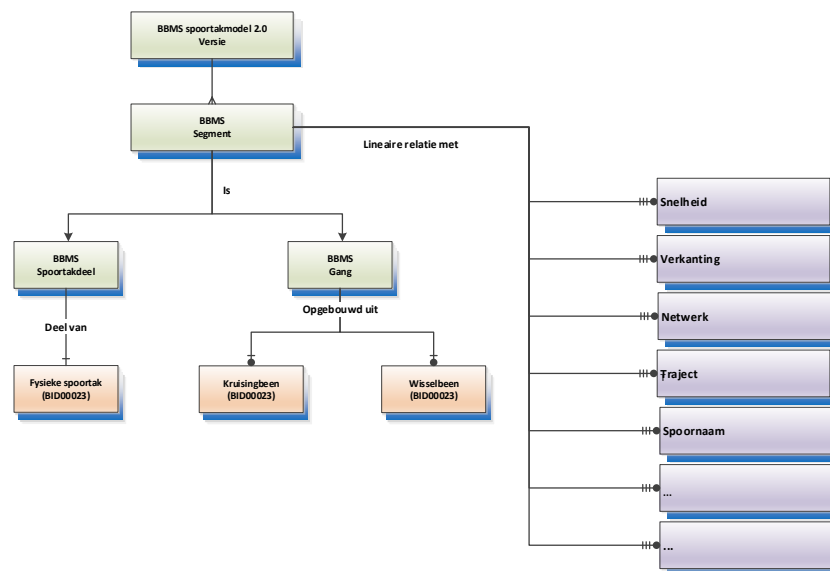 BBMS spoortakmodel 2.0
Versie
BBMS
Segment
Lineaire relatie met
Is
Snelheid
BBMS
Spoortakdeel
BBMS
Gang
Verkanting
Opgebouwd uit
Netwerk
Deel van
Fysieke spoortak
(BID00023)
Kruisingbeen
(BID00023)
Wisselbeen
(BID00023)
Traject
Spoornaam
...
...